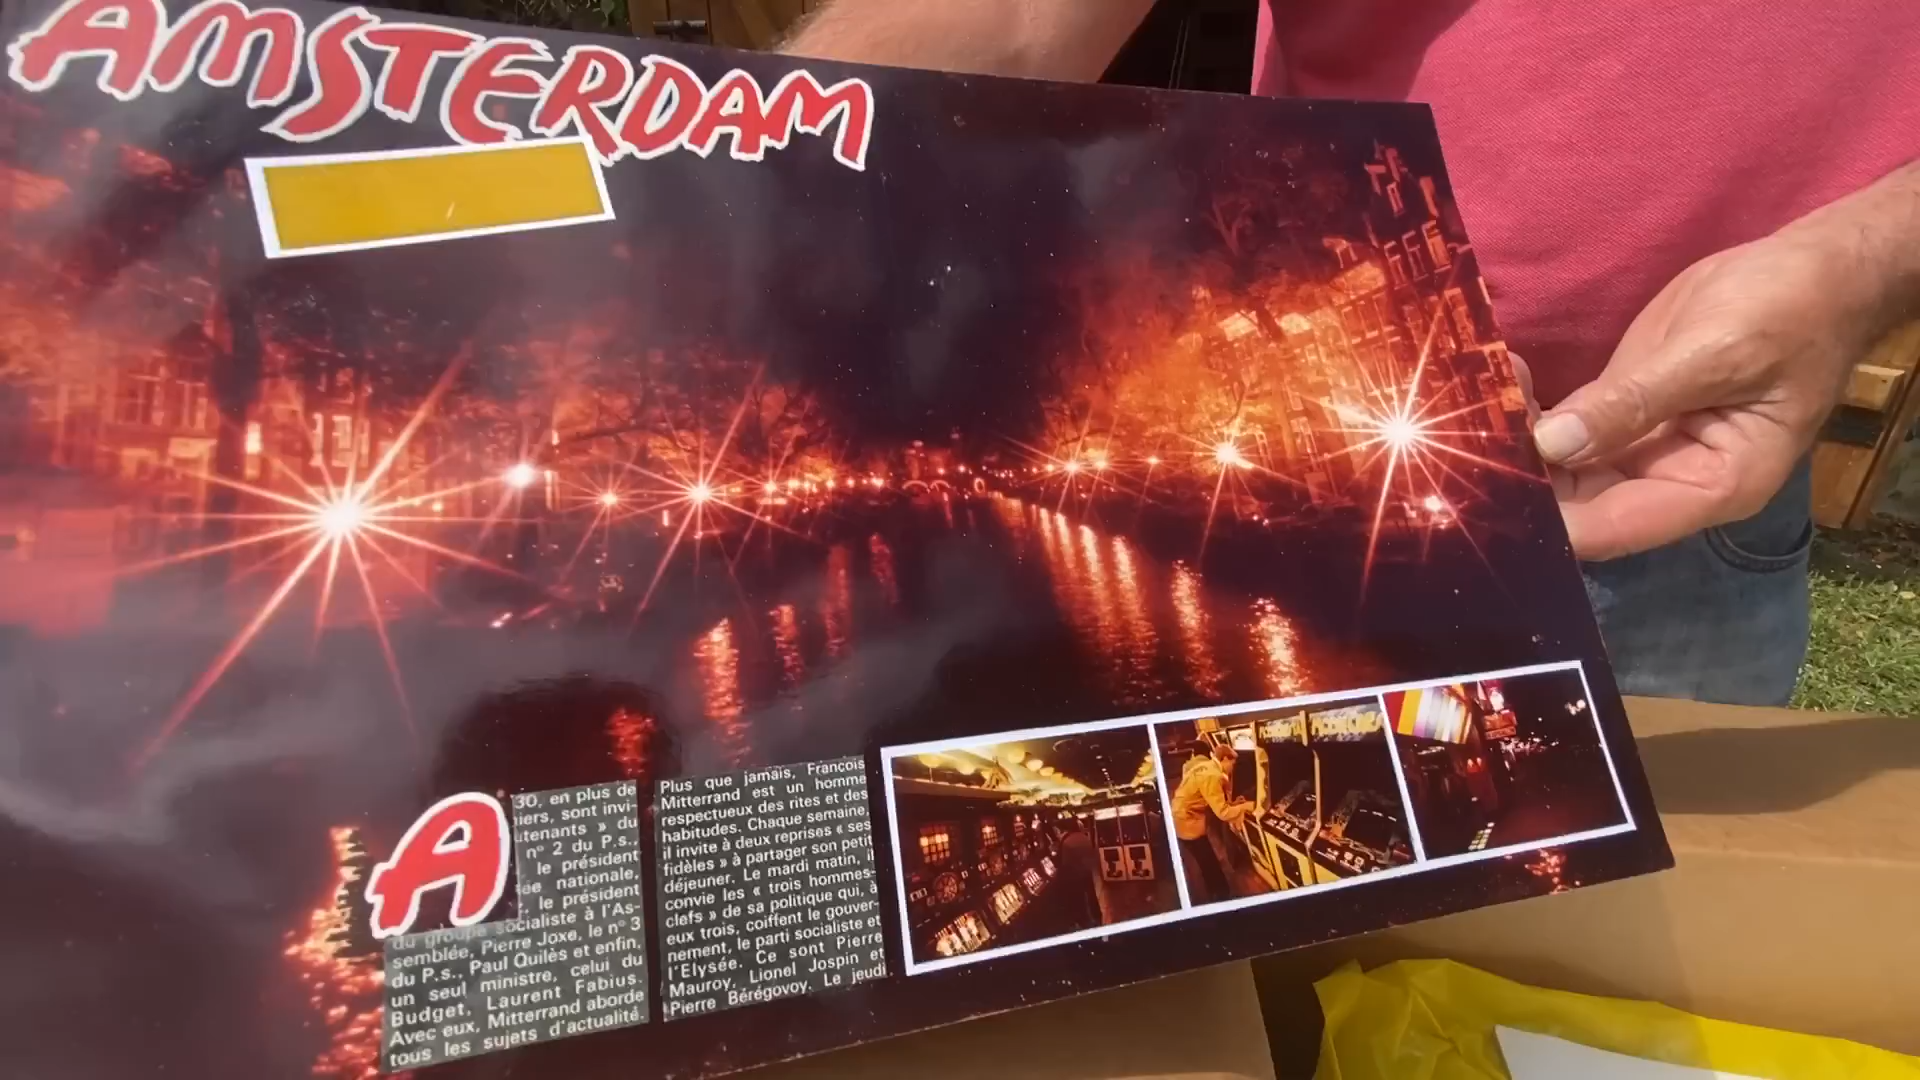 AMSTERDAM
A
30, en plus de
iers, sont invi-
utenants » du
n° 2 du P.s.,
le président
ée nationale,
, le président
du groupe socialiste à l'As-
semblée, Pierre Joxe, le n° 3
du P.s., Paul Quilès et enfin,
un seul ministre, celui du
Budget, Laurent Fabius.
Avec eux, Mitterrand aborde
tous les sujets d'actualité.
Plus que jamais, François
Mitterrand est un homme
respectueux des rites et des
habitudes. Chaque semaine,
il invite à deux reprises « ses
fidèles » à partager son petit
déjeuner. Le mardi matin, il
convie les « trois hommes-
clefs » de sa politique qui, à
eux trois, coiffent le gouver-
nement, le parti socialiste et
l'Elysée. Ce sont Pierre
Mauroy, Lionel Jospin et
Pierre Bérégovoy. Le jeudi